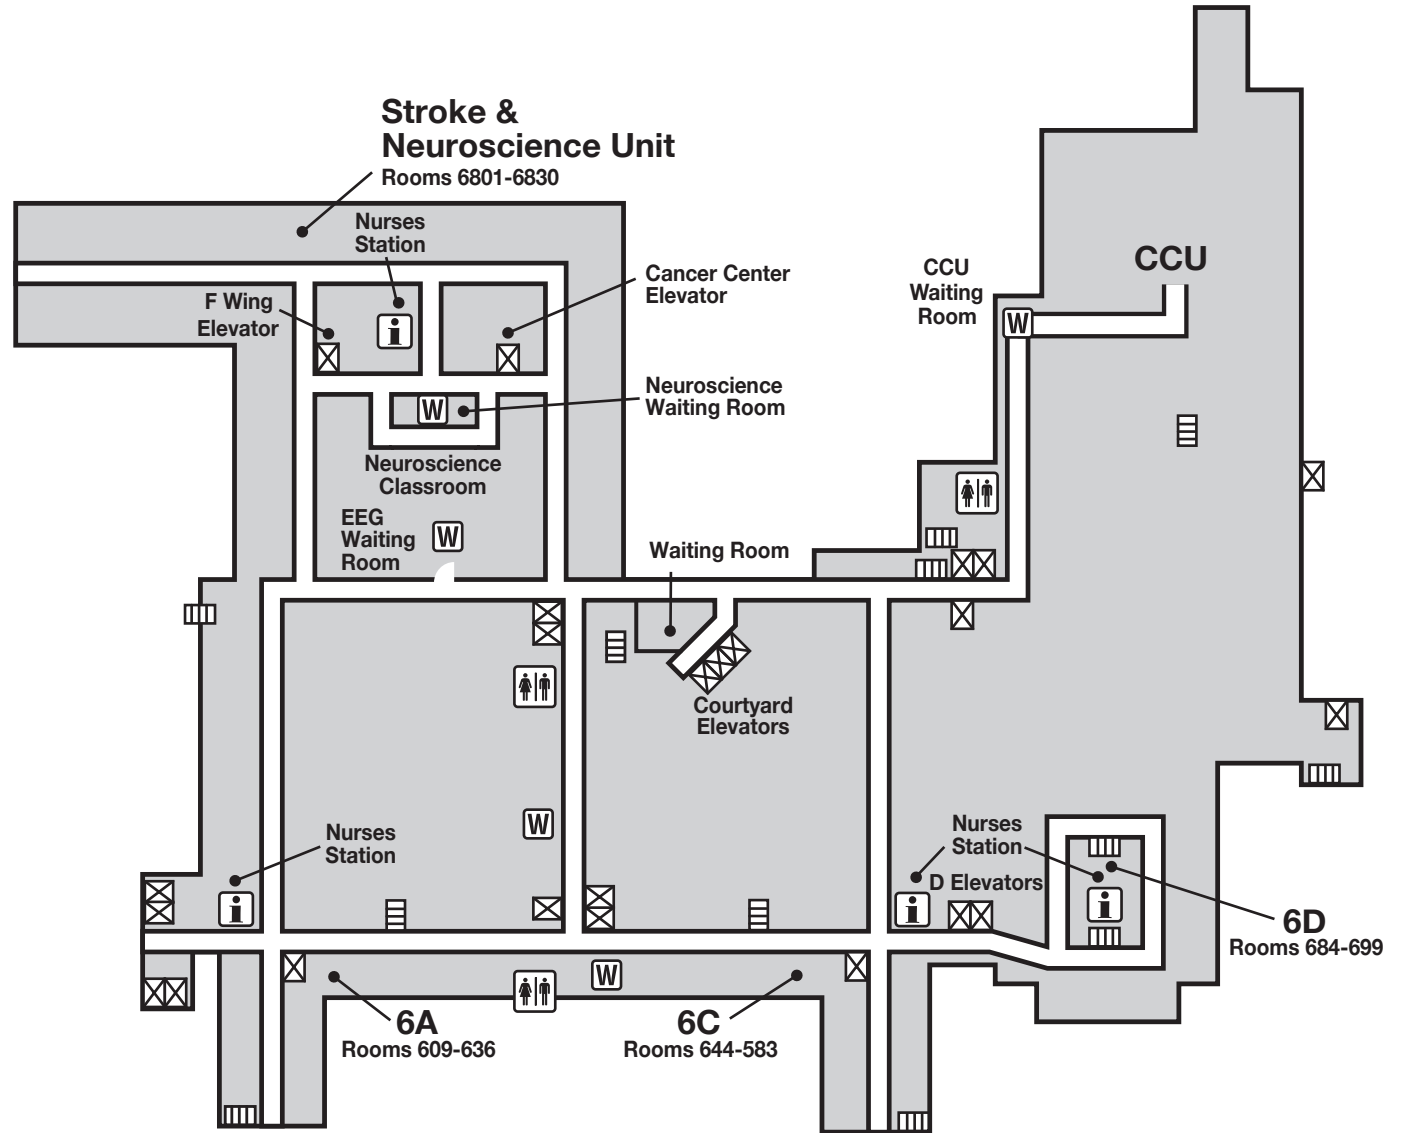 Stroke &
Neuroscience Unit
Rooms 6801-6830
Nurses
Station
F Wing
Elevator
i
Cancer Center
Elevator
CCU
Waiting
Room
W
CCU
W
Neuroscience
Waiting Room
Neuroscience
Classroom
EEG
Waiting
Room
W
Waiting Room
Courtyard
Elevators
W
Nurses
Station
i
Nurses
Station
D Elevators
i
i
6D
Rooms 684-699
W
6A
Rooms 609-636
6C
Rooms 644-583